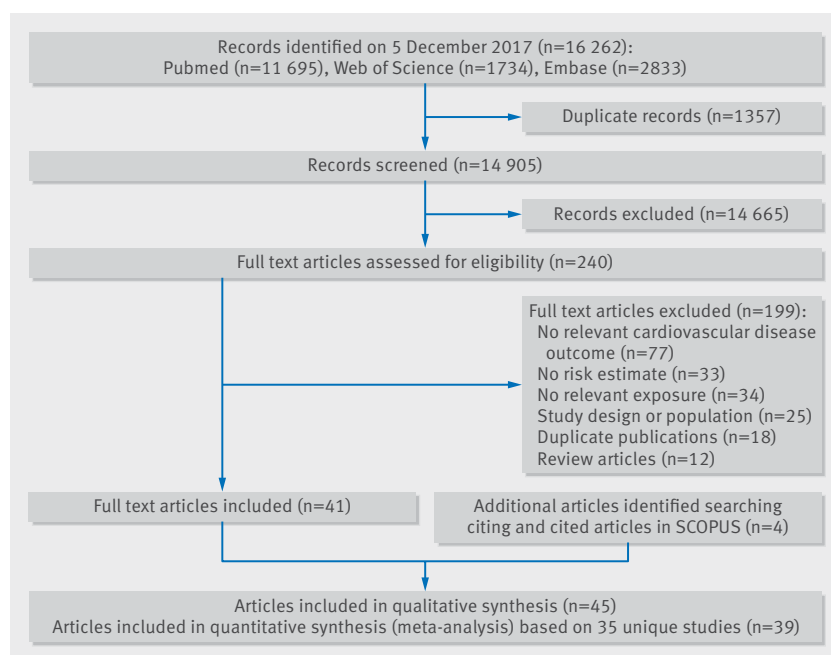 Records identified on 5 December 2017 (n=16 262):
Pubmed (n=11 695), Web of Science (n=1734), Embase (n=2833)
Duplicate records (n=1357)
Records screened (n=14 905)
Records excluded (n=14 665)
Full text articles assessed for eligibility (n=240)
Full text articles excluded (n=199):
No relevant cardiovascular disease
outcome (n=77)
No risk estimate (n=33)
No relevant exposure (n=34)
Study design or population (n=25)
Duplicate publications (n=18)
Review articles (n=12)
Full text articles included (n=41)
Additional articles identified searching
citing and cited articles in SCOPUS (n=4)
Articles included in qualitative synthesis (n=45)
Articles included in quantitative synthesis (meta-analysis) based on 35 unique studies (n=39)